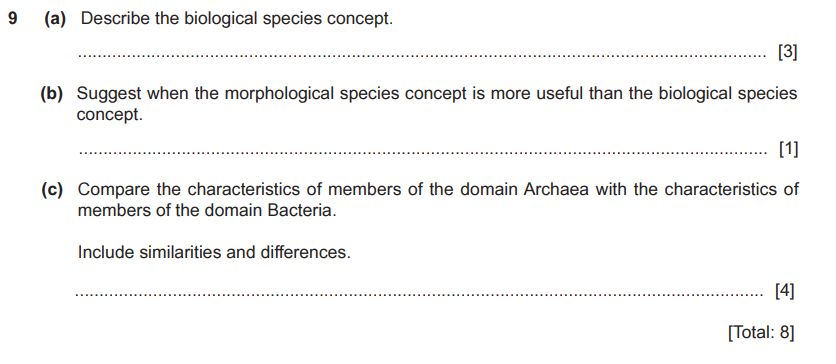 9 (a) Describe the biological species concept.
.............................................................................................................................................. [3]
(b) Suggest when the morphological species concept is more useful than the biological species
concept.
.............................................................................................................................................. [1]
(c) Compare the characteristics of members of the domain Archaea with the characteristics of
members of the domain Bacteria.
Include similarities and differences.
.............................................................................................................................................. [4]
[Total: 8]